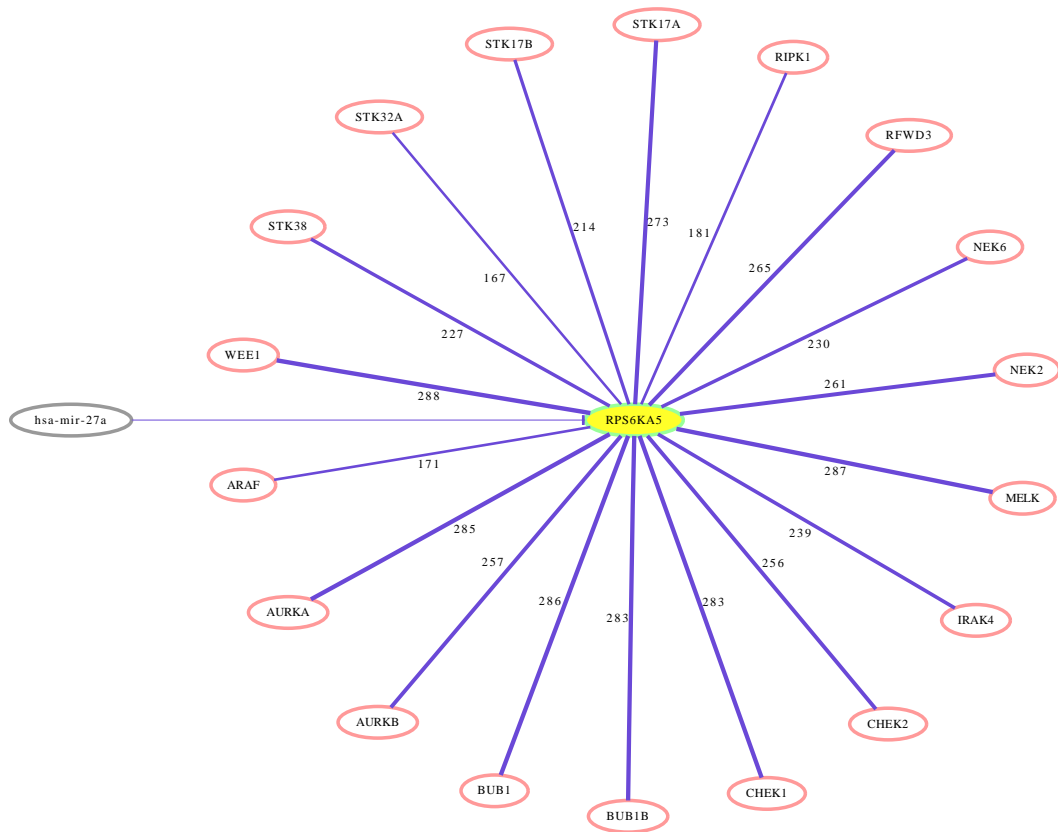 STK17A
STK17B
RIPK1
STK32A
RFWD3
STK38
214
273
181
NEK6
265
167
227
230
WEE1
NEK2
288
261
hsa-mir-27a
RPS6KA5
171
287
ARAF
MELK
285
239
257
256
286
283
283
AURKA
IRAK4
AURKB
CHEK2
BUB1
CHEK1
BUB1B